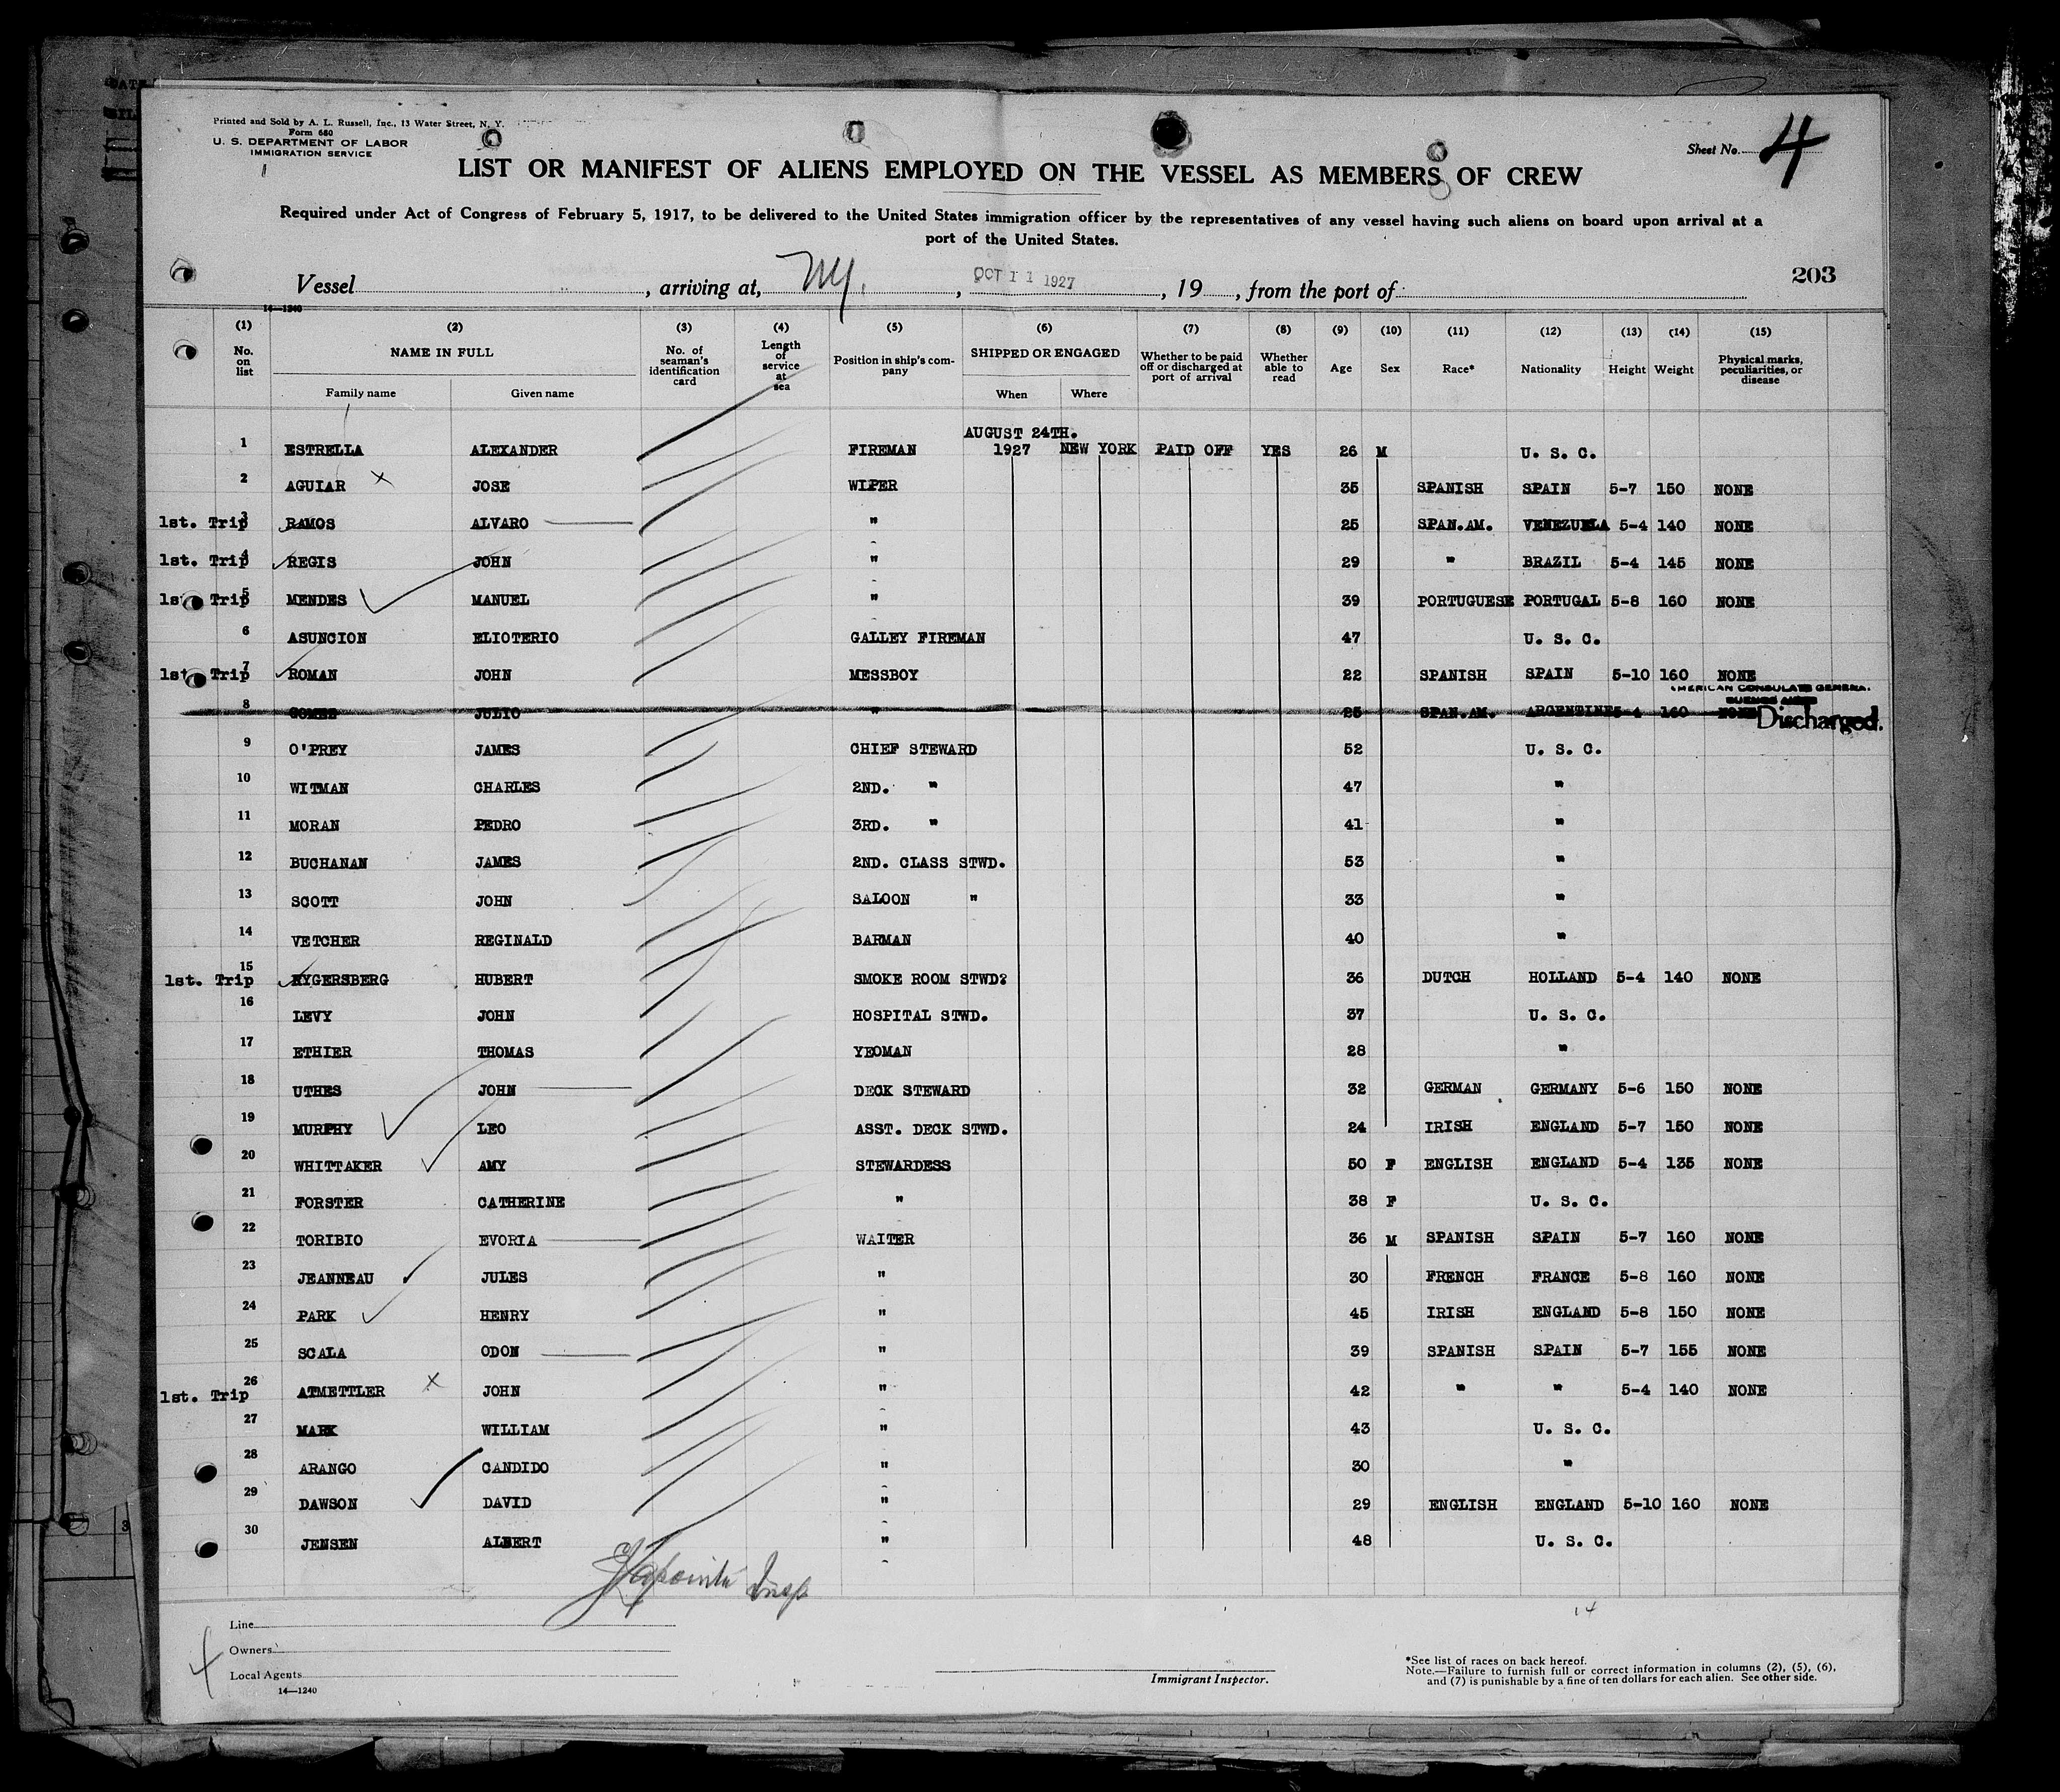 Printed and Sold by A. L. Russell, Inc., 13 Water Street, N. Y.
Form 680
U. S. DEPARTMENT OF LABOR
IMMIGRATION SERVICE
Sheet No. 4
LIST OR MANIFEST OF ALIENS EMPLOYED ON THE VESSEL AS MEMBERS OF CREW
Required under Act of Congress of February 5, 1917, to be delivered to the United States immigration officer by the representatives of any vessel having such aliens on board upon arrival at a
port of the United States.
Vessel , arriving at, NY. , OCT 11 1927 , 19 , from the port of 203
14—1240
(1) (2) (3) (4) (5) (6) (7) (8) (9) (10) (11) (12) (13) (14) (15)
No. on list NAME IN FULL Family name Given name No. of seaman's identification card Length of service at sea Position in ship's company SHIPPED OR ENGAGED When Where Whether to be paid off or discharged at port of arrival Whether able to read Age Sex Race* Nationality Height Weight Physical marks, peculiarities, or disease
AUGUST 24TH.
1 ESTRELLA ALEXANDER FIREMAN 1927 NEW YORK PAID OFF YES 26 M U. S. C.
2 AGUIAR x JOSE WIPER 35 SPANISH SPAIN 5-7 150 NONE
1st. Trip 3 RAMOS ALVARO " 25 SPAN.AM. VENEZUELA 5-4 140 NONE
1st. Trip 4 REGIS JOHN " 29 " BRAZIL 5-4 145 NONE
1st. Trip 5 MENDES MANUEL " 39 PORTUGUESE PORTUGAL 5-8 160 NONE
6 ASUNCION ELIOTERIO GALLEY FIREMAN 47 U. S. C.
1st. Trip 7 ROMAN JOHN MESSBOY 22 SPANISH SPAIN 5-10 160 NONE
AMERICAN CONSULATE GENERAL
BUENOS AIRES
8 GOMEZ JULIO " 25 SPAN.AM. ARGENTINE 5-4 160 NONE Discharged.
9 O'PREY JAMES CHIEF STEWARD 52 U. S. C.
10 WITMAN CHARLES 2ND. " 47 "
11 MORAN PEDRO 3RD. " 41 "
12 BUCHANAN JAMES 2ND. CLASS STWD. 53 "
13 SCOTT JOHN SALOON " 33 "
14 VETCHER REGINALD BARMAN 40 "
1st. Trip 15 RYGERSBERG HUBERT SMOKE ROOM STWD? 36 DUTCH HOLLAND 5-4 140 NONE
16 LEVY JOHN HOSPITAL STWD. 37 U. S. C.
17 ETHIER THOMAS YEOMAN 28 "
18 UTHES JOHN DECK STEWARD 32 GERMAN GERMANY 5-6 150 NONE
19 MURPHY LEO ASST. DECK STWD. 24 IRISH ENGLAND 5-7 150 NONE
20 WHITTAKER AMY STEWARDESS 50 F ENGLISH ENGLAND 5-4 135 NONE
21 FORSTER CATHERINE " 38 F U. S. C.
22 TORIBIO EVORIA WAITER 36 M SPANISH SPAIN 5-7 160 NONE
23 JEANNEAU JULES " 30 FRENCH FRANCE 5-8 160 NONE
24 PARK HENRY " 45 IRISH ENGLAND 5-8 150 NONE
25 SCALA ODON " 39 SPANISH SPAIN 5-7 155 NONE
1st. Trip 26 ATMETTLER x JOHN " 42 " " 5-4 140 NONE
27 MARK WILLIAM " 43 U. S. C.
28 ARANGO CANDIDO " 30 "
29 DAWSON DAVID " 29 ENGLISH ENGLAND 5-10 160 NONE
30 JENSEN ALBERT " 48 U. S. C.
Lapointe Insp
14
Line
Owners
Local Agents
14—1240
4
Immigrant Inspector.
*See list of races on back hereof.
Note.—Failure to furnish full or correct information in columns (2), (5), (6),
and (7) is punishable by a fine of ten dollars for each alien. See other side.